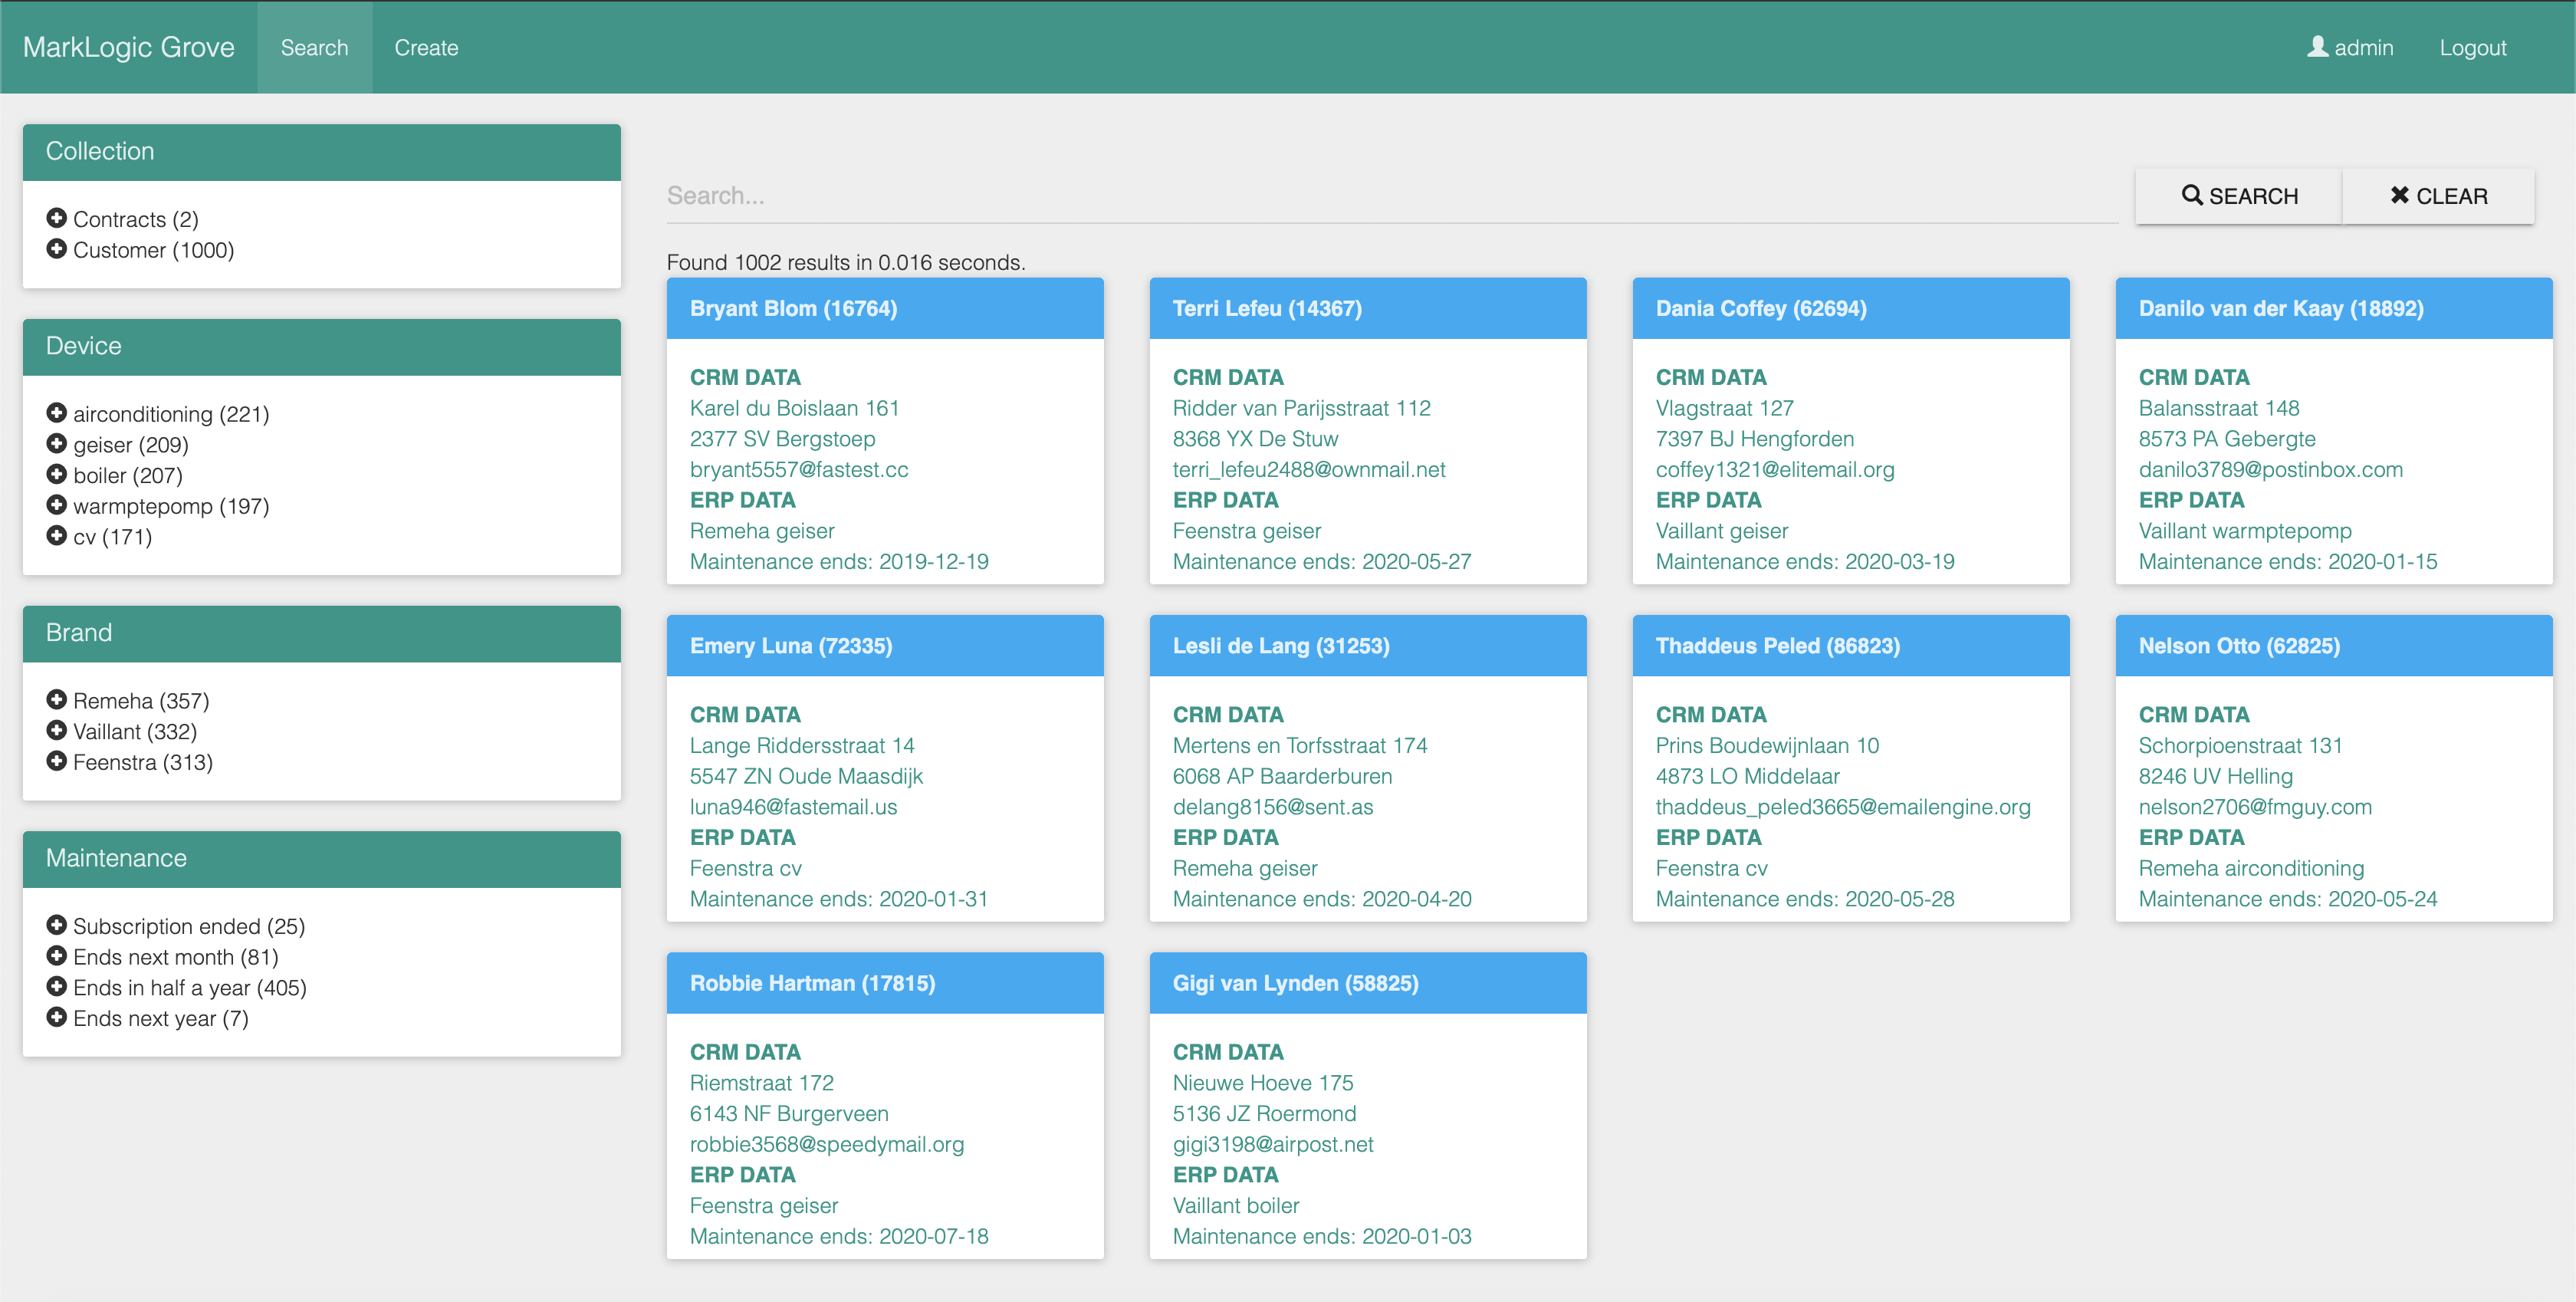 MarkLogic Grove
Search
Create
admin
Logout
Collection
Contracts (2)
Customer (1000)
Device
airconditioning (221)
geiser (209)
boiler (207)
warmptepomp (197)
cv (171)
Brand
Remeha (357)
Vaillant (332)
Feenstra (313)
Maintenance
Subscription ended (25)
Ends next month (81)
Ends in half a year (405)
Ends next year (7)
Search...
SEARCH
CLEAR
Found 1002 results in 0.016 seconds.
Bryant Blom (16764)
CRM DATA
Karel du Boislaan 161
2377 SV Bergstoep
bryant5557@fastest.cc
ERP DATA
Remeha geiser
Maintenance ends: 2019-12-19
Terri Lefeu (14367)
CRM DATA
Ridder van Parijsstraat 112
8368 YX De Stuw
terri_lefeu2488@ownmail.net
ERP DATA
Feenstra geiser
Maintenance ends: 2020-05-27
Dania Coffey (62694)
CRM DATA
Vlagstraat 127
7397 BJ Hengforden
coffey1321@elitemail.org
ERP DATA
Vaillant geiser
Maintenance ends: 2020-03-19
Danilo van der Kaay (18892)
CRM DATA
Balansstraat 148
8573 PA Gebergte
danilo3789@postinbox.com
ERP DATA
Vaillant warmptepomp
Maintenance ends: 2020-01-15
Emery Luna (72335)
CRM DATA
Lange Riddersstraat 14
5547 ZN Oude Maasdijk
luna946@fastemail.us
ERP DATA
Feenstra cv
Maintenance ends: 2020-01-31
Lesli de Lang (31253)
CRM DATA
Mertens en Torfsstraat 174
6068 AP Baarderburen
delang8156@sent.as
ERP DATA
Remeha geiser
Maintenance ends: 2020-04-20
Thaddeus Peled (86823)
CRM DATA
Prins Boudewijnlaan 10
4873 LO Middelaar
thaddeus_peled3665@emailengine.org
ERP DATA
Feenstra cv
Maintenance ends: 2020-05-28
Nelson Otto (62825)
CRM DATA
Schorpioenstraat 131
8246 UV Helling
nelson2706@fmguy.com
ERP DATA
Remeha airconditioning
Maintenance ends: 2020-05-24
Robbie Hartman (17815)
CRM DATA
Riemstraat 172
6143 NF Burgerveen
robbie3568@speedymail.org
ERP DATA
Feenstra geiser
Maintenance ends: 2020-07-18
Gigi van Lynden (58825)
CRM DATA
Nieuwe Hoeve 175
5136 JZ Roermond
gigi3198@airpost.net
ERP DATA
Vaillant boiler
Maintenance ends: 2020-01-03